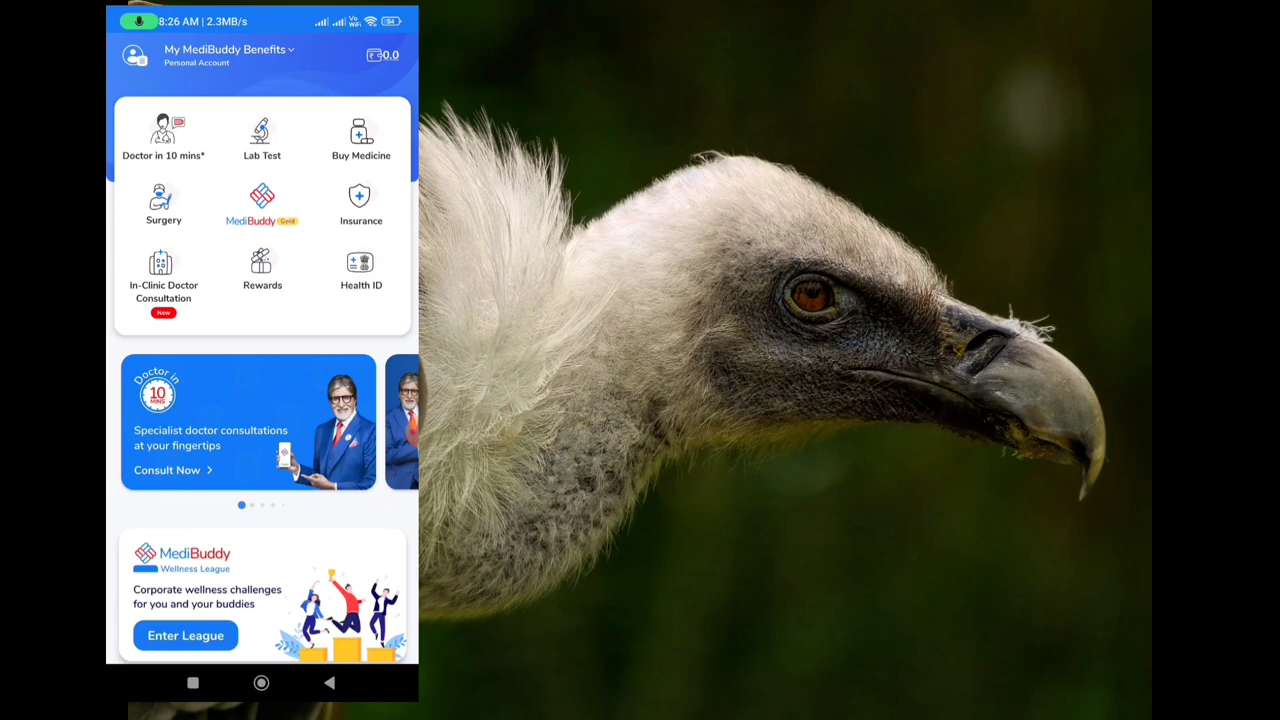 8:26 AM | 2.3MB/s
Vo
WiFi
84
My MediBuddy Benefits
Personal Account
0.0
Doctor in 10 mins*
Lab Test
Buy Medicine
Surgery
MediBuddy Gold
Insurance
In-Clinic Doctor
Consultation
New
Rewards
Health ID
Doctor in
10
MINS
Specialist doctor consultations
at your fingertips
Consult Now
MediBuddy
Wellness League
Corporate wellness challenges
for you and your buddies
Enter League